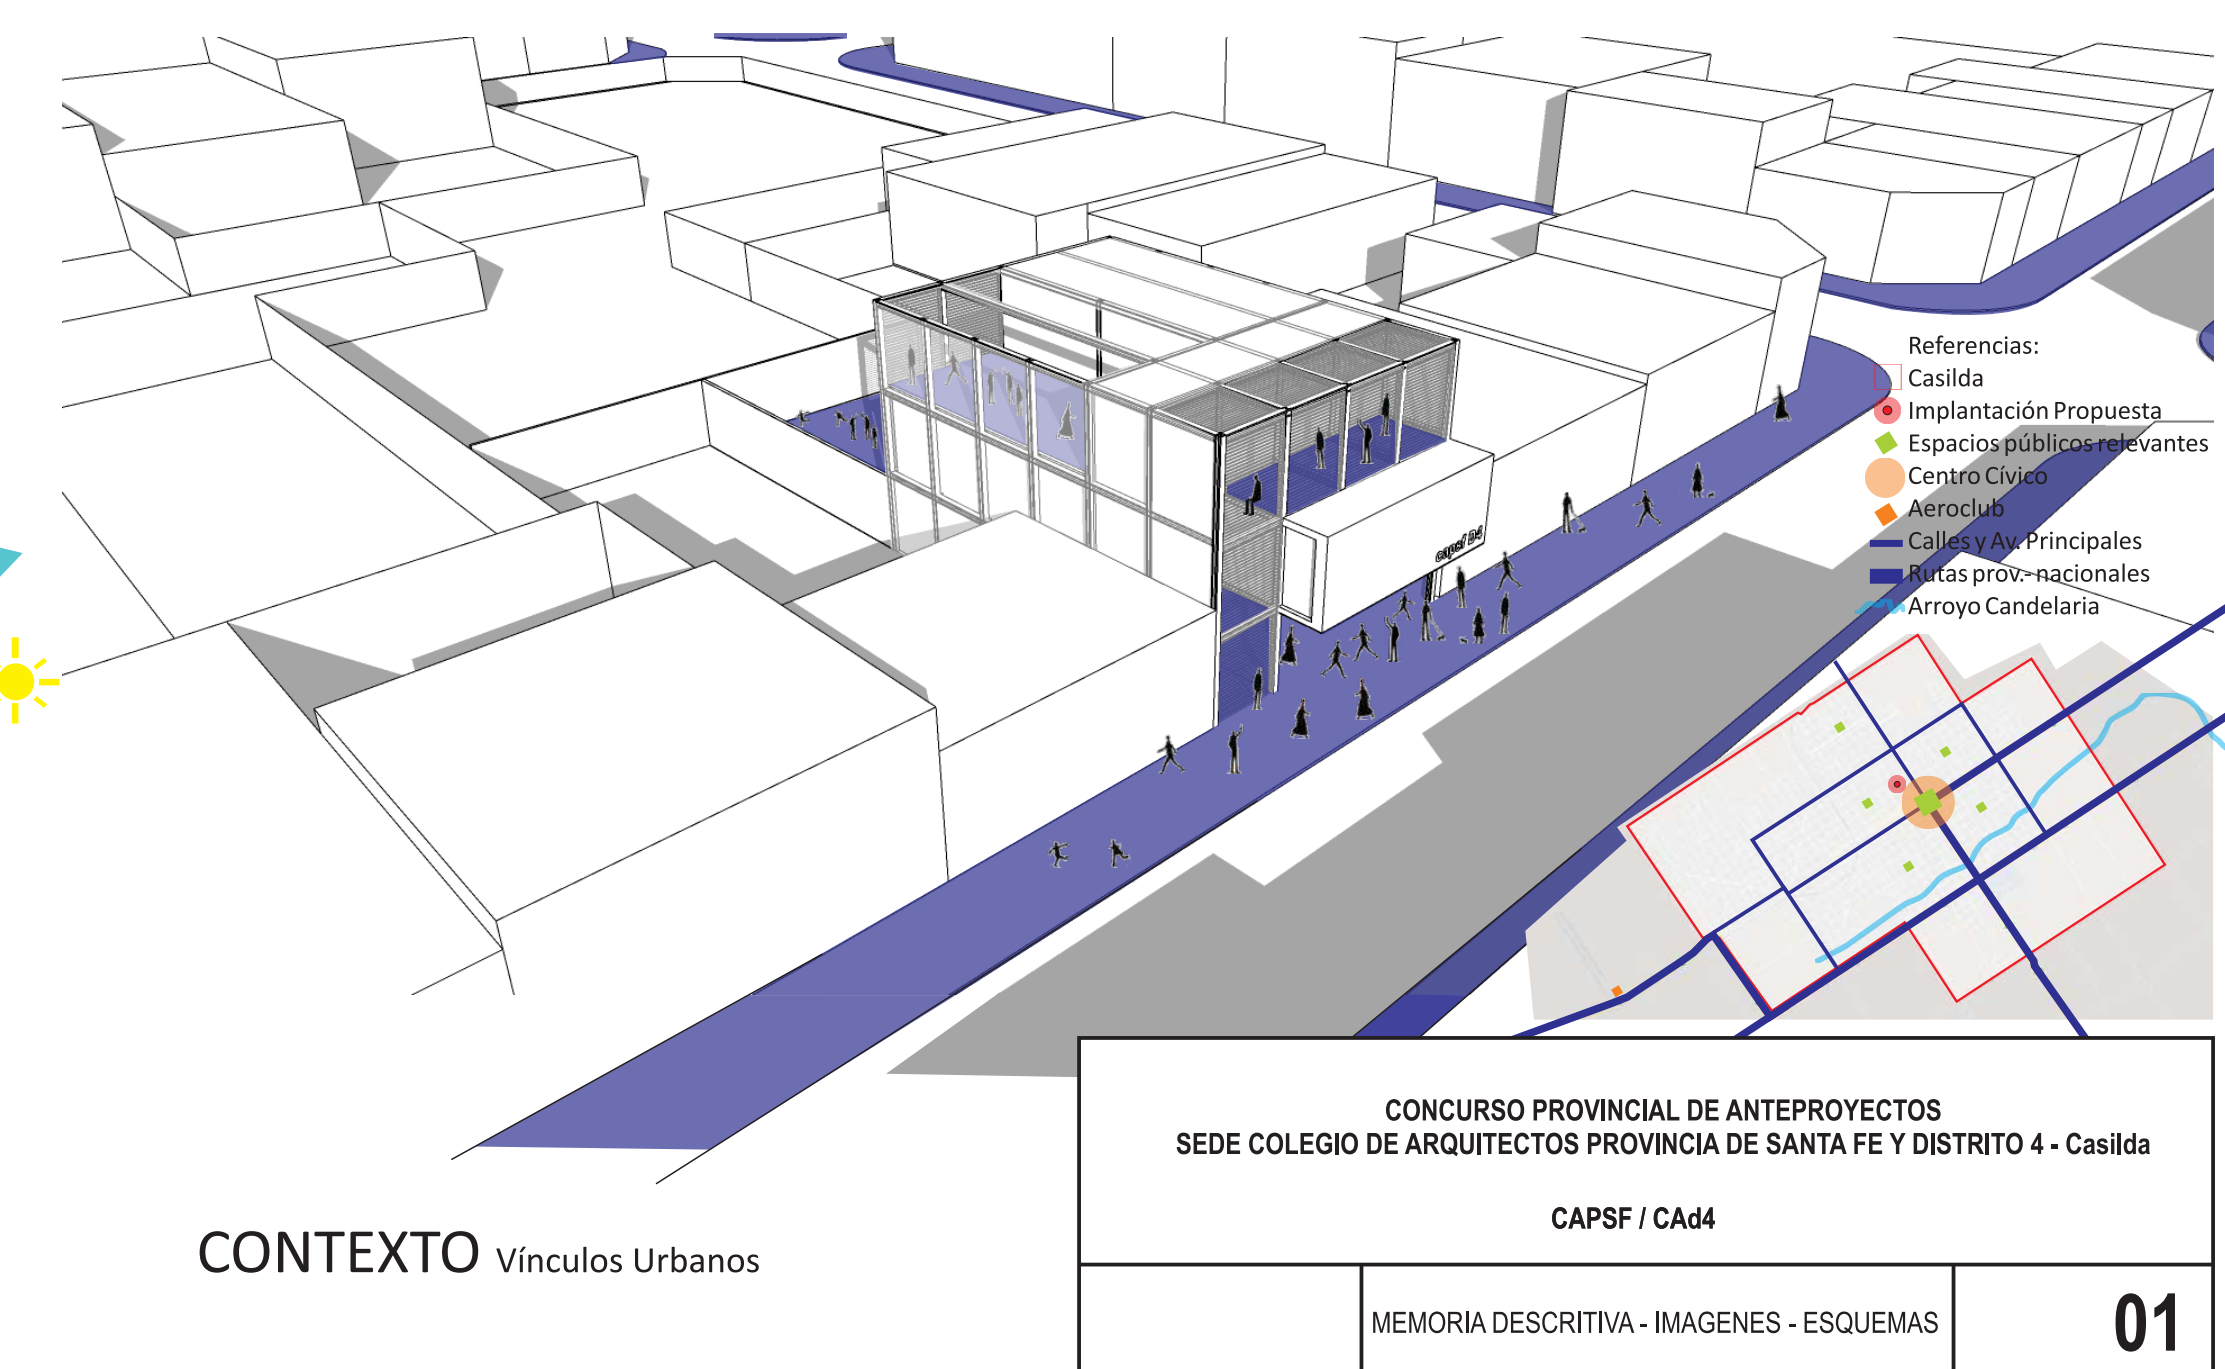 capsf D4
Referencias:
Casilda
Implantación Propuesta
Espacios públicos relevantes
Centro Cívico
Aeroclub
Calles y Av. Principales
Rutas prov.- nacionales
Arroyo Candelaria
CONTEXTO Vínculos Urbanos
CONCURSO PROVINCIAL DE ANTEPROYECTOS
SEDE COLEGIO DE ARQUITECTOS PROVINCIA DE SANTA FE Y DISTRITO 4 - Casilda
CAPSF / CAd4
MEMORIA DESCRITIVA - IMAGENES - ESQUEMAS
01